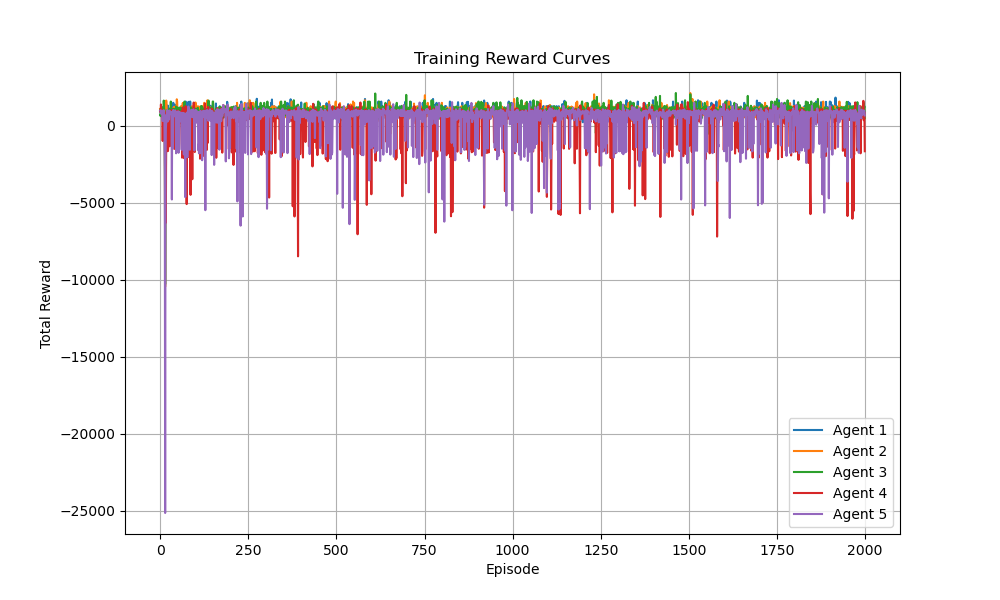 Training Reward Curves
Total Reward
0
−5000
−10000
−15000
−20000
−25000
0 250 500 750 1000 1250 1500 1750 2000
Episode
Agent 1
Agent 2
Agent 3
Agent 4
Agent 5